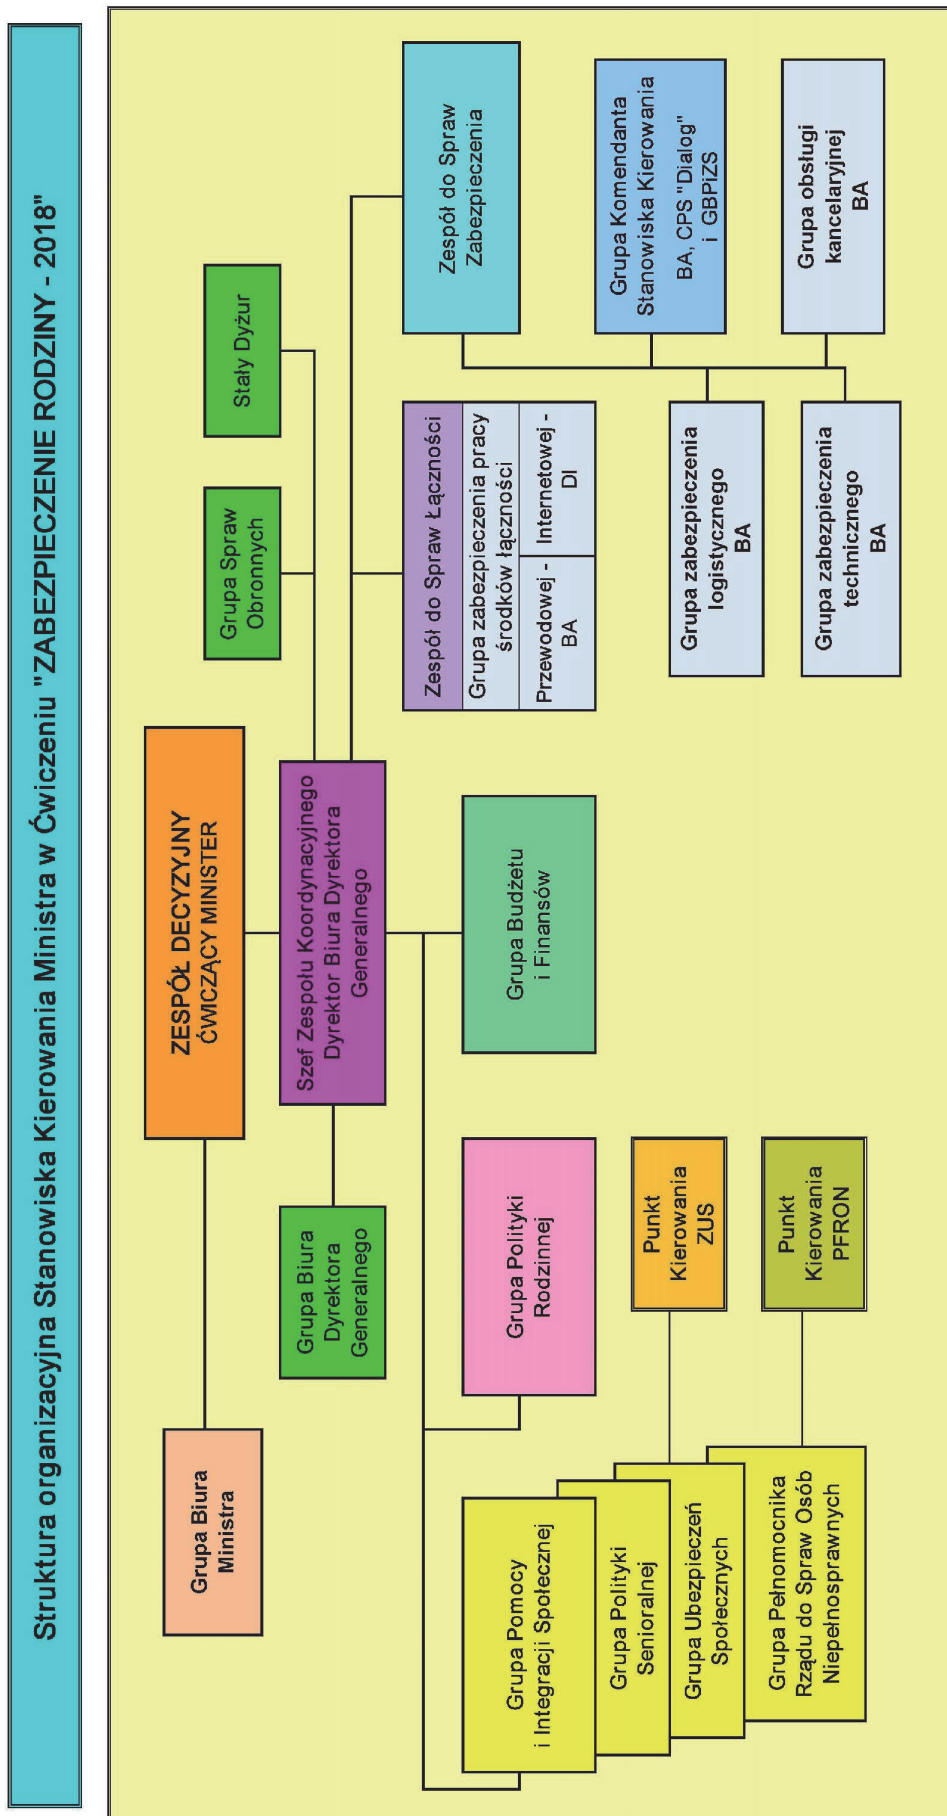 Struktura organizacyjna Stanowiska Kierowania Ministra w Ćwiczeniu "ZABEZPIECZENIE RODZINY - 2018"
ZESPÓŁ DECYZYJNY
ĆWICZĄCY MINISTER
Grupa Biura
Ministra
Grupa Spraw
Obronnych
Stały Dyżur
Grupa Biura
Dyrektora
Generalnego
Szef Zespołu Koordynacyjnego
Dyrektor Biura Dyrektora
Generalnego
Zespół do Spraw Łączności
Grupa zabezpieczenia pracy
środków łączności
Przewodowej -
BA
Internetowej -
DI
Zespół do Spraw
Zabezpieczenia
Grupa Pomocy
i Integracji Społecznej
Grupa Polityki
Senioralnej
Grupa Ubezpieczeń
Społecznych
Grupa Pełnomocnika
Rządu do Spraw Osób
Niepełnosprawnych
Grupa Polityki
Rodzinnej
Punkt
Kierowania
ZUS
Punkt
Kierowania
PFRON
Grupa Budżetu
i Finansów
Grupa Komendanta
Stanowiska Kierowania
BA, CPS "Dialog"
i GBPiZS
Grupa zabezpieczenia
logistycznego
BA
Grupa obsługi
kancelaryjnej
BA
Grupa zabezpieczenia
technicznego
BA